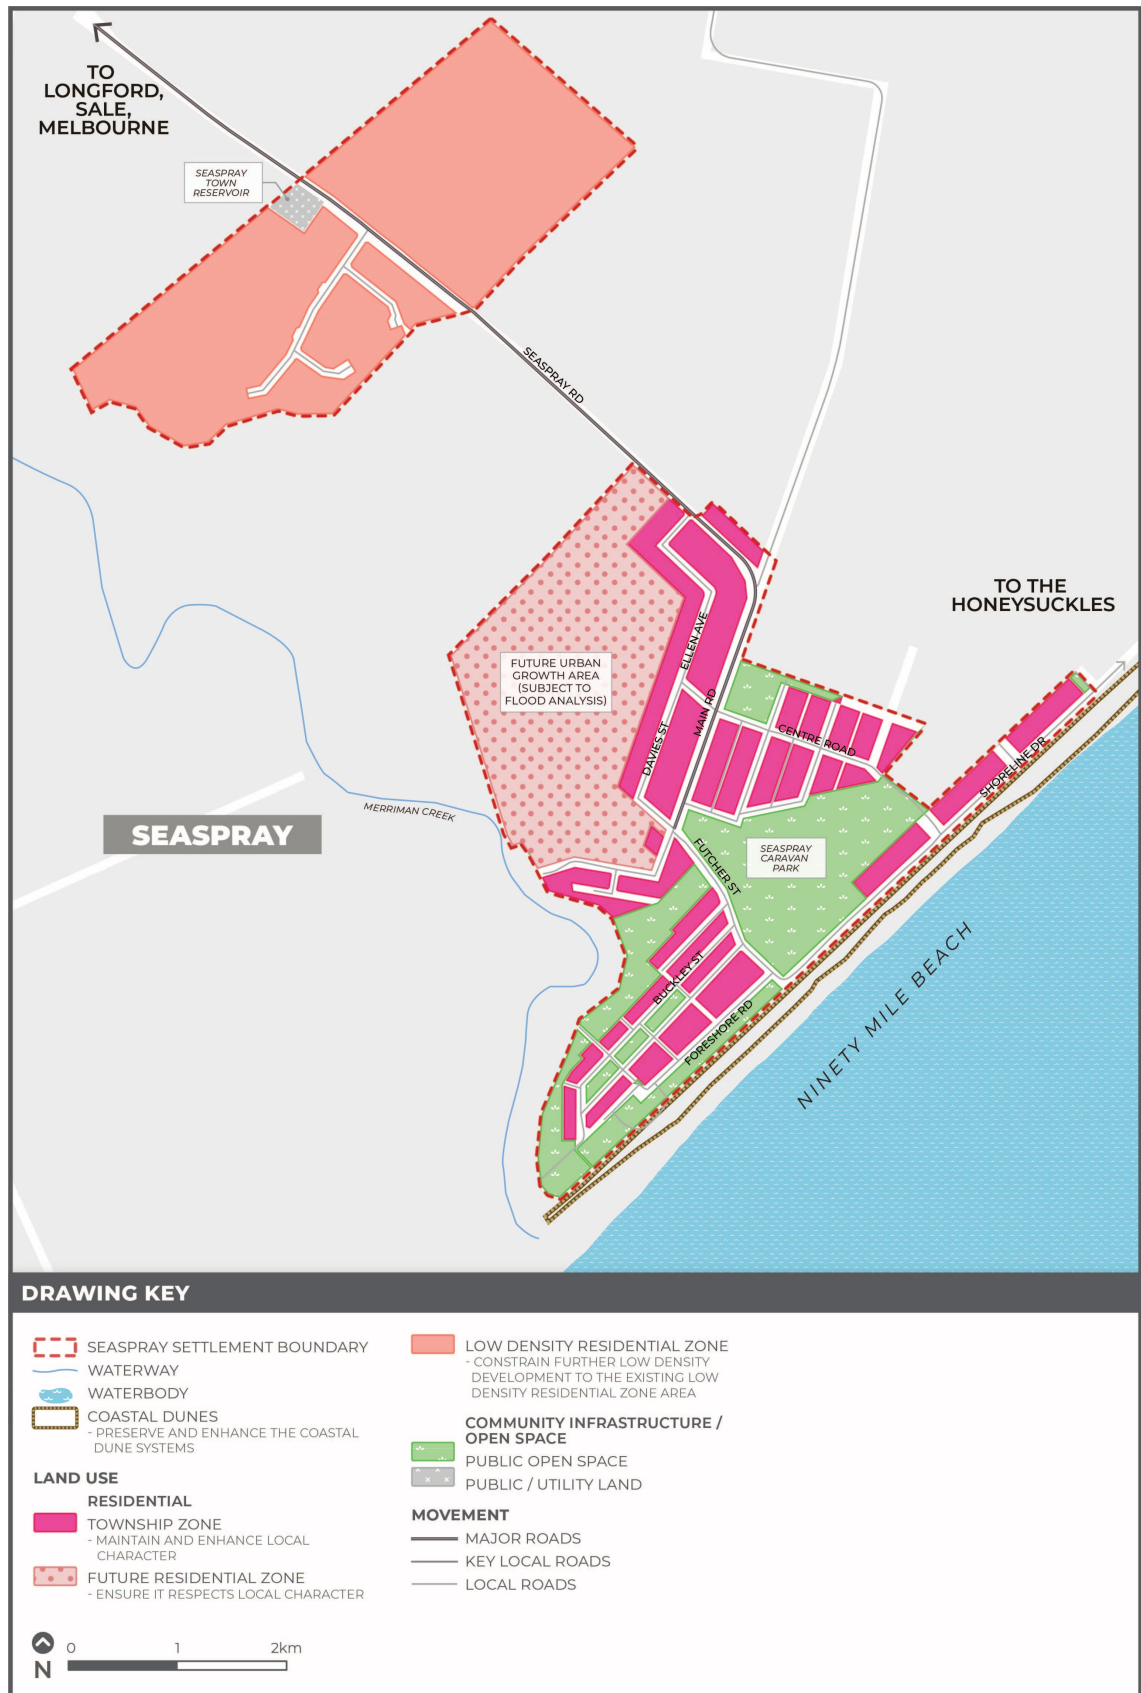 TO
LONGFORD,
SALE,
MELBOURNE
SEASPRAY
TOWN
RESERVOIR
SEASPRAY RD
TO THE
HONEYSUCKLES
ELLEN AVE
FUTURE URBAN
GROWTH AREA
(SUBJECT TO
FLOOD ANALYSIS)
MAIN RD
DAVIES ST
CENTRE ROAD
SHORELINE DR
MERRIMAN CREEK
SEASPRAY
SEASPRAY
CARAVAN
PARK
FUTCHER ST
BUCKLEY ST
FORESHORE RD
NINETY MILE BEACH
DRAWING KEY
SEASPRAY SETTLEMENT BOUNDARY
WATERWAY
WATERBODY
COASTAL DUNES
- PRESERVE AND ENHANCE THE COASTAL
DUNE SYSTEMS
LAND USE
RESIDENTIAL
TOWNSHIP ZONE
- MAINTAIN AND ENHANCE LOCAL
CHARACTER
FUTURE RESIDENTIAL ZONE
- ENSURE IT RESPECTS LOCAL CHARACTER
LOW DENSITY RESIDENTIAL ZONE
- CONSTRAIN FURTHER LOW DENSITY
DEVELOPMENT TO THE EXISTING LOW
DENSITY RESIDENTIAL ZONE AREA
COMMUNITY INFRASTRUCTURE /
OPEN SPACE
PUBLIC OPEN SPACE
PUBLIC / UTILITY LAND
MOVEMENT
MAJOR ROADS
KEY LOCAL ROADS
LOCAL ROADS
0 1 2km
N